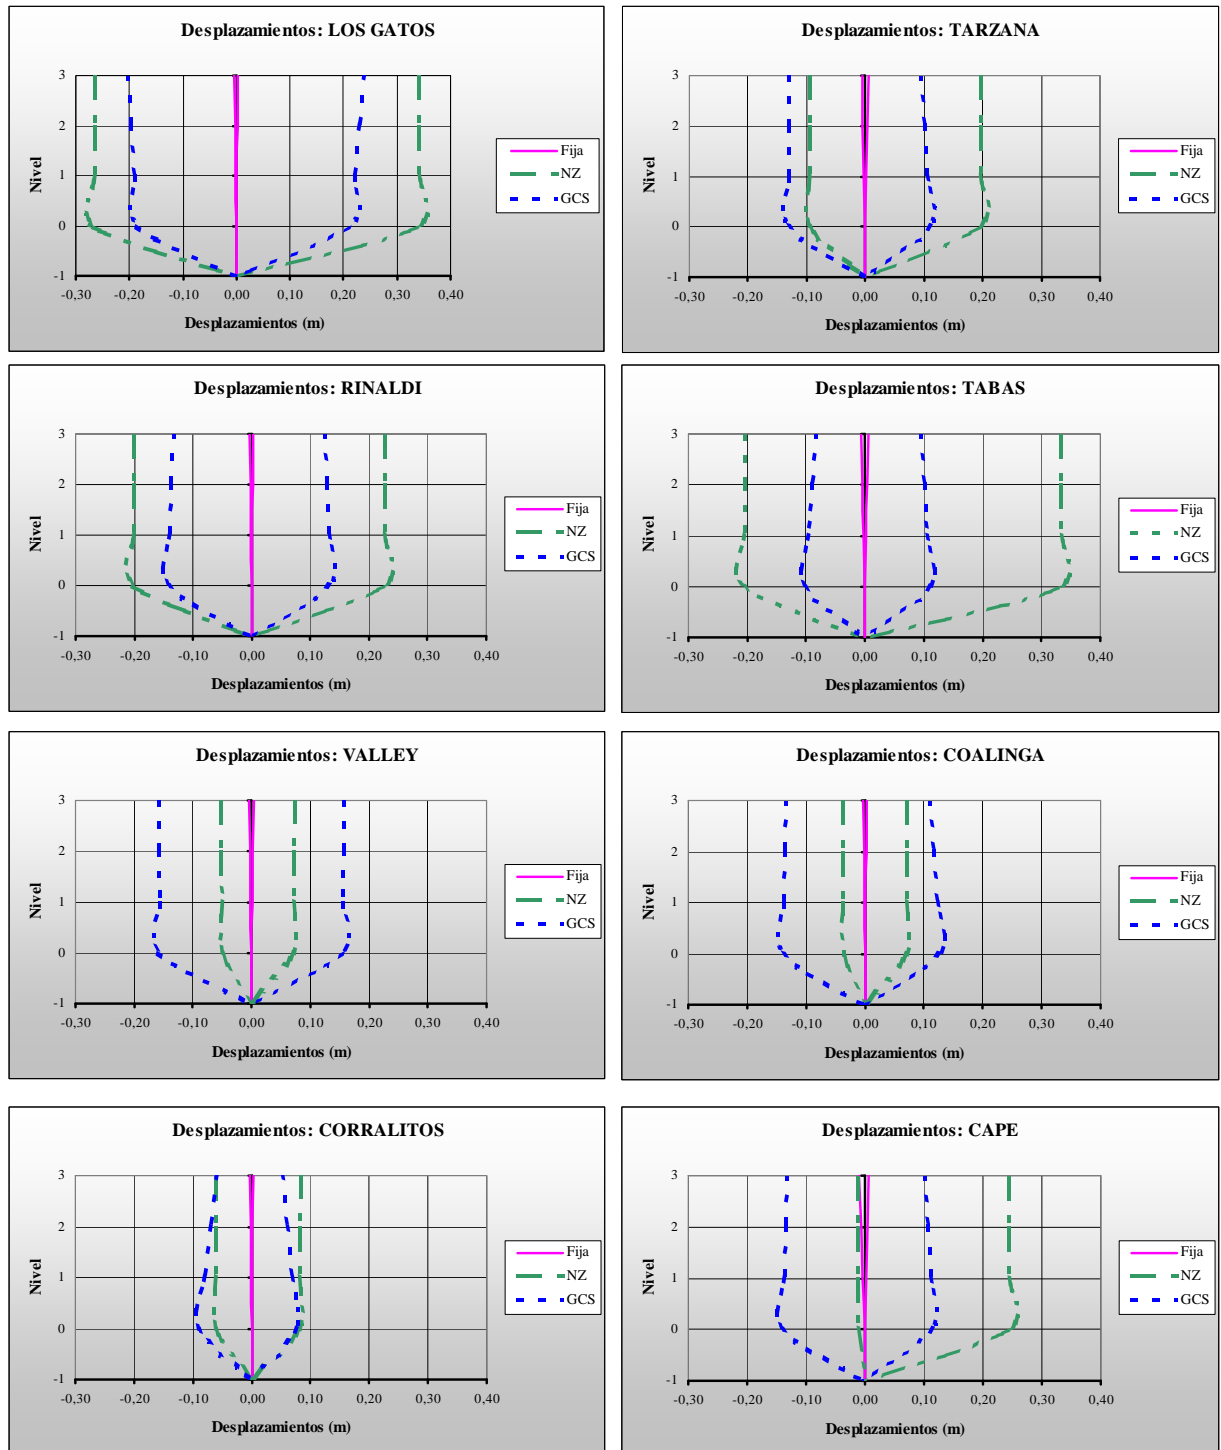 Desplazamientos: LOS GATOS
Nivel
3
2
1
0
-1
-0,30 -0,20 -0,10 0,00 0,10 0,20 0,30 0,40
Desplazamientos (m)
Fija
NZ
GCS
Desplazamientos: TARZANA
Nivel
3
2
1
0
-1
-0,30 -0,20 -0,10 0,00 0,10 0,20 0,30 0,40
Desplazamientos (m)
Fija
NZ
GCS
Desplazamientos: RINALDI
Nivel
3
2
1
0
-1
-0,30 -0,20 -0,10 0,00 0,10 0,20 0,30 0,40
Desplazamientos (m)
Fija
NZ
GCS
Desplazamientos: TABAS
Nivel
3
2
1
0
-1
-0,30 -0,20 -0,10 0,00 0,10 0,20 0,30 0,40
Desplazamientos (m)
Fija
NZ
GCS
Desplazamientos: VALLEY
Nivel
3
2
1
0
-1
-0,30 -0,20 -0,10 0,00 0,10 0,20 0,30 0,40
Desplazamientos (m)
Fija
NZ
GCS
Desplazamientos: COALINGA
Nivel
3
2
1
0
-1
-0,30 -0,20 -0,10 0,00 0,10 0,20 0,30 0,40
Desplazamientos (m)
Fija
NZ
GCS
Desplazamientos: CORRALITOS
Nivel
3
2
1
0
-1
-0,30 -0,20 -0,10 0,00 0,10 0,20 0,30 0,40
Desplazamientos (m)
Fija
NZ
GCS
Desplazamientos: CAPE
Nivel
3
2
1
0
-1
-0,30 -0,20 -0,10 0,00 0,10 0,20 0,30 0,40
Desplazamientos (m)
Fija
NZ
GCS